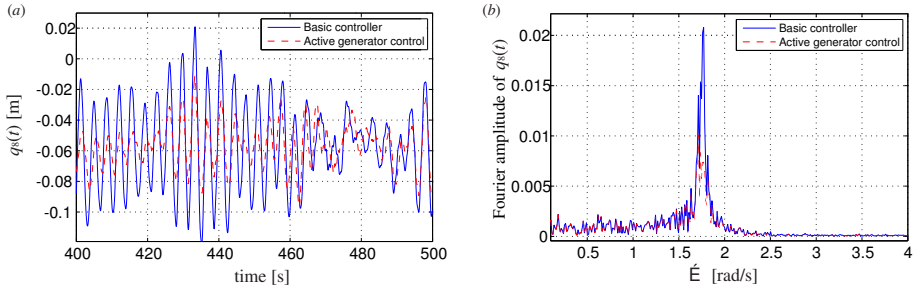 (a)
Basic controller
Active generator control
0.02
0
-0.02
-0.04
-0.06
-0.08
-0.1
q8(t) [m]
400 420 440 460 480 500
time [s]
(b)
Basic controller
Active generator control
0.02
0.015
0.01
0.005
0
Fourier amplitude of q8(t)
0.5 1 1.5 2 2.5 3 3.5 4
É [rad/s]